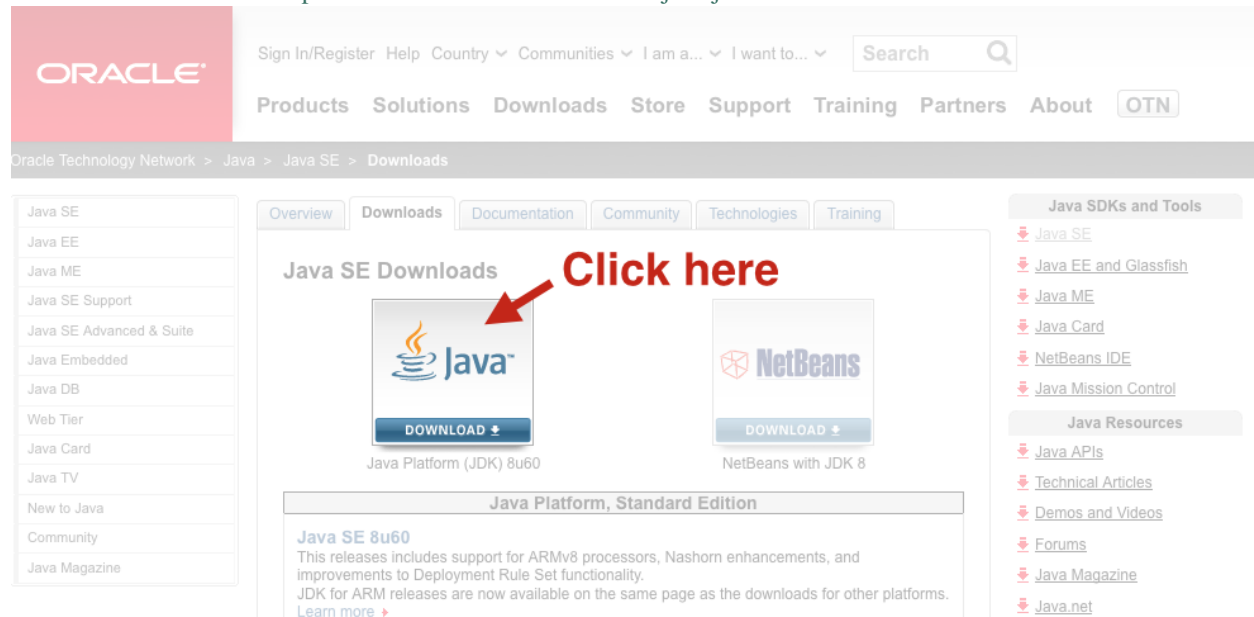 ORACLE
Sign In/Register Help Country Communities I am a... I want to... Search
Products Solutions Downloads Store Support Training Partners About OTN
Oracle Technology Network > Java > Java SE > Downloads
Java SE
Java EE
Java ME
Java SE Support
Java SE Advanced & Suite
Java Embedded
Java DB
Web Tier
Java Card
Java TV
New to Java
Community
Java Magazine
Overview Downloads Documentation Community Technologies Training
Java SE Downloads
Click here
Java™
DOWNLOAD
Java Platform (JDK) 8u60
NetBeans
DOWNLOAD
NetBeans with JDK 8
Java Platform, Standard Edition
Java SE 8u60
This releases includes support for ARMv8 processors, Nashorn enhancements, and
improvements to Deployment Rule Set functionality.
JDK for ARM releases are now available on the same page as the downloads for other platforms.
Learn more
Java SDKs and Tools
Java SE
Java EE and Glassfish
Java ME
Java Card
NetBeans IDE
Java Mission Control
Java Resources
Java APIs
Technical Articles
Demos and Videos
Forums
Java Magazine
Java.net